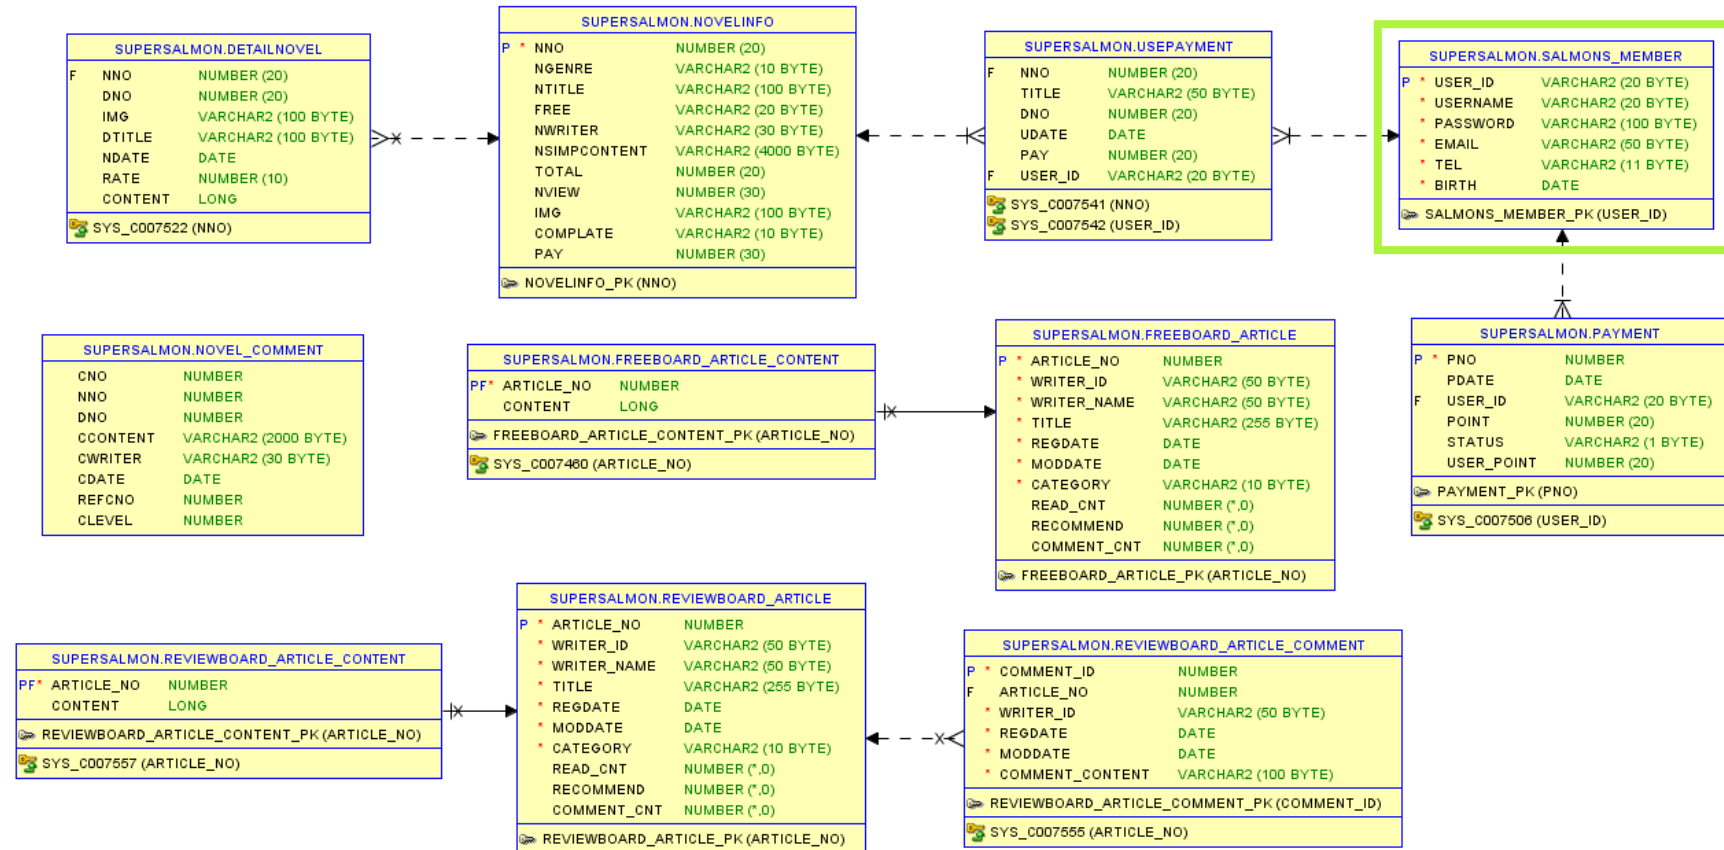 SUPERSALMON.DETAILNOVEL
F NNO NUMBER (20)
DNO NUMBER (20)
IMG VARCHAR2 (100 BYTE)
DTITLE VARCHAR2 (100 BYTE)
NDATE DATE
RATE NUMBER (10)
CONTENT LONG
SYS_C007522 (NNO)
SUPERSALMON.NOVELINFO
P * NNO NUMBER (20)
NGENRE VARCHAR2 (10 BYTE)
NTITLE VARCHAR2 (100 BYTE)
FREE VARCHAR2 (20 BYTE)
NWRITER VARCHAR2 (30 BYTE)
NSIMPCONTENT VARCHAR2 (4000 BYTE)
TOTAL NUMBER (20)
NVIEW NUMBER (30)
IMG VARCHAR2 (100 BYTE)
COMPLATE VARCHAR2 (10 BYTE)
PAY NUMBER (30)
NOVELINFO_PK (NNO)
SUPERSALMON.USEPAYMENT
F NNO NUMBER (20)
TITLE VARCHAR2 (50 BYTE)
DNO NUMBER (20)
UDATE DATE
PAY NUMBER (20)
F USER_ID VARCHAR2 (20 BYTE)
SYS_C007541 (NNO)
SYS_C007542 (USER_ID)
SUPERSALMON.SALMONS_MEMBER
P * USER_ID VARCHAR2 (20 BYTE)
* USERNAME VARCHAR2 (20 BYTE)
* PASSWORD VARCHAR2 (100 BYTE)
* EMAIL VARCHAR2 (50 BYTE)
* TEL VARCHAR2 (11 BYTE)
* BIRTH DATE
SALMONS_MEMBER_PK (USER_ID)
SUPERSALMON.NOVEL_COMMENT
CNO NUMBER
NNO NUMBER
DNO NUMBER
CCONTENT VARCHAR2 (2000 BYTE)
CWRITER VARCHAR2 (30 BYTE)
CDATE DATE
REFCNO NUMBER
CLEVEL NUMBER
SUPERSALMON.FREEBOARD_ARTICLE_CONTENT
PF* ARTICLE_NO NUMBER
CONTENT LONG
FREEBOARD_ARTICLE_CONTENT_PK (ARTICLE_NO)
SYS_C007460 (ARTICLE_NO)
SUPERSALMON.FREEBOARD_ARTICLE
P * ARTICLE_NO NUMBER
* WRITER_ID VARCHAR2 (50 BYTE)
* WRITER_NAME VARCHAR2 (50 BYTE)
* TITLE VARCHAR2 (255 BYTE)
* REGDATE DATE
* MODDATE DATE
* CATEGORY VARCHAR2 (10 BYTE)
READ_CNT NUMBER (*,0)
RECOMMEND NUMBER (*,0)
COMMENT_CNT NUMBER (*,0)
FREEBOARD_ARTICLE_PK (ARTICLE_NO)
SUPERSALMON.PAYMENT
P * PNO NUMBER
PDATE DATE
F USER_ID VARCHAR2 (20 BYTE)
POINT NUMBER (20)
STATUS VARCHAR2 (1 BYTE)
USER_POINT NUMBER (20)
PAYMENT_PK (PNO)
SYS_C007506 (USER_ID)
SUPERSALMON.REVIEWBOARD_ARTICLE_CONTENT
PF* ARTICLE_NO NUMBER
CONTENT LONG
REVIEWBOARD_ARTICLE_CONTENT_PK (ARTICLE_NO)
SYS_C007557 (ARTICLE_NO)
SUPERSALMON.REVIEWBOARD_ARTICLE
P * ARTICLE_NO NUMBER
* WRITER_ID VARCHAR2 (50 BYTE)
* WRITER_NAME VARCHAR2 (50 BYTE)
* TITLE VARCHAR2 (255 BYTE)
* REGDATE DATE
* MODDATE DATE
* CATEGORY VARCHAR2 (10 BYTE)
READ_CNT NUMBER (*,0)
RECOMMEND NUMBER (*,0)
COMMENT_CNT NUMBER (*,0)
REVIEWBOARD_ARTICLE_PK (ARTICLE_NO)
SUPERSALMON.REVIEWBOARD_ARTICLE_COMMENT
P * COMMENT_ID NUMBER
F ARTICLE_NO NUMBER
* WRITER_ID VARCHAR2 (50 BYTE)
* REGDATE DATE
* MODDATE DATE
* COMMENT_CONTENT VARCHAR2 (100 BYTE)
REVIEWBOARD_ARTICLE_COMMENT_PK (COMMENT_ID)
SYS_C007555 (ARTICLE_NO)